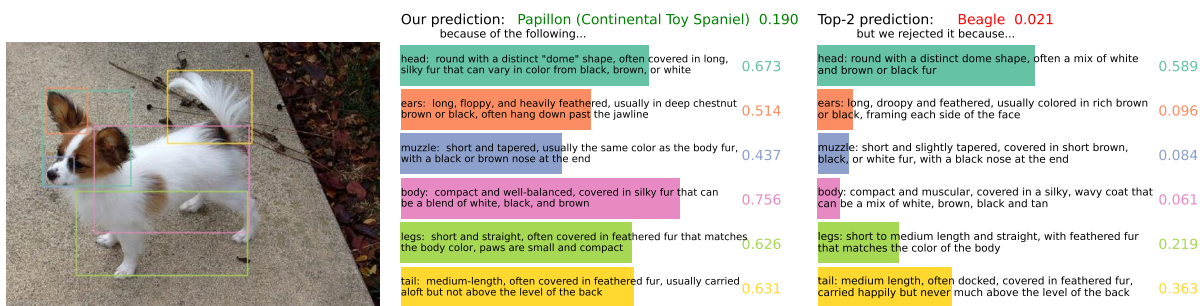 Our prediction: Papillon (Continental Toy Spaniel) 0.190
because of the following...
head: round with a distinct "dome" shape, often covered in long,
silky fur that can vary in color from black, brown, or white
0.673
ears: long, floppy, and heavily feathered, usually in deep chestnut
brown or black, often hang down past the jawline
0.514
muzzle: short and tapered, usually the same color as the body fur,
with a black or brown nose at the end
0.437
body: compact and well-balanced, covered in silky fur that can
be a blend of white, black, and brown
0.756
legs: short and straight, often covered in feathered fur that matches
the body color, paws are small and compact
0.626
tail: medium-length, often covered in feathered fur, usually carried
aloft but not above the level of the back
0.631
Top-2 prediction: Beagle 0.021
but we rejected it because...
head: round with a distinct dome shape, often a mix of white
and brown or black fur
0.589
ears: long, droopy and feathered, usually colored in rich brown
or black, framing each side of the face
0.096
muzzle: short and slightly tapered, covered in short brown,
black, or white fur, with a black nose at the end
0.084
body: compact and muscular, covered in a silky, wavy coat that
can be a mix of white, brown, black and tan
0.061
legs: short to medium length and straight, with feathered fur
that matches the color of the body
0.219
tail: medium length, often docked, covered in feathered fur,
carried happily but never much above the level of the back
0.363